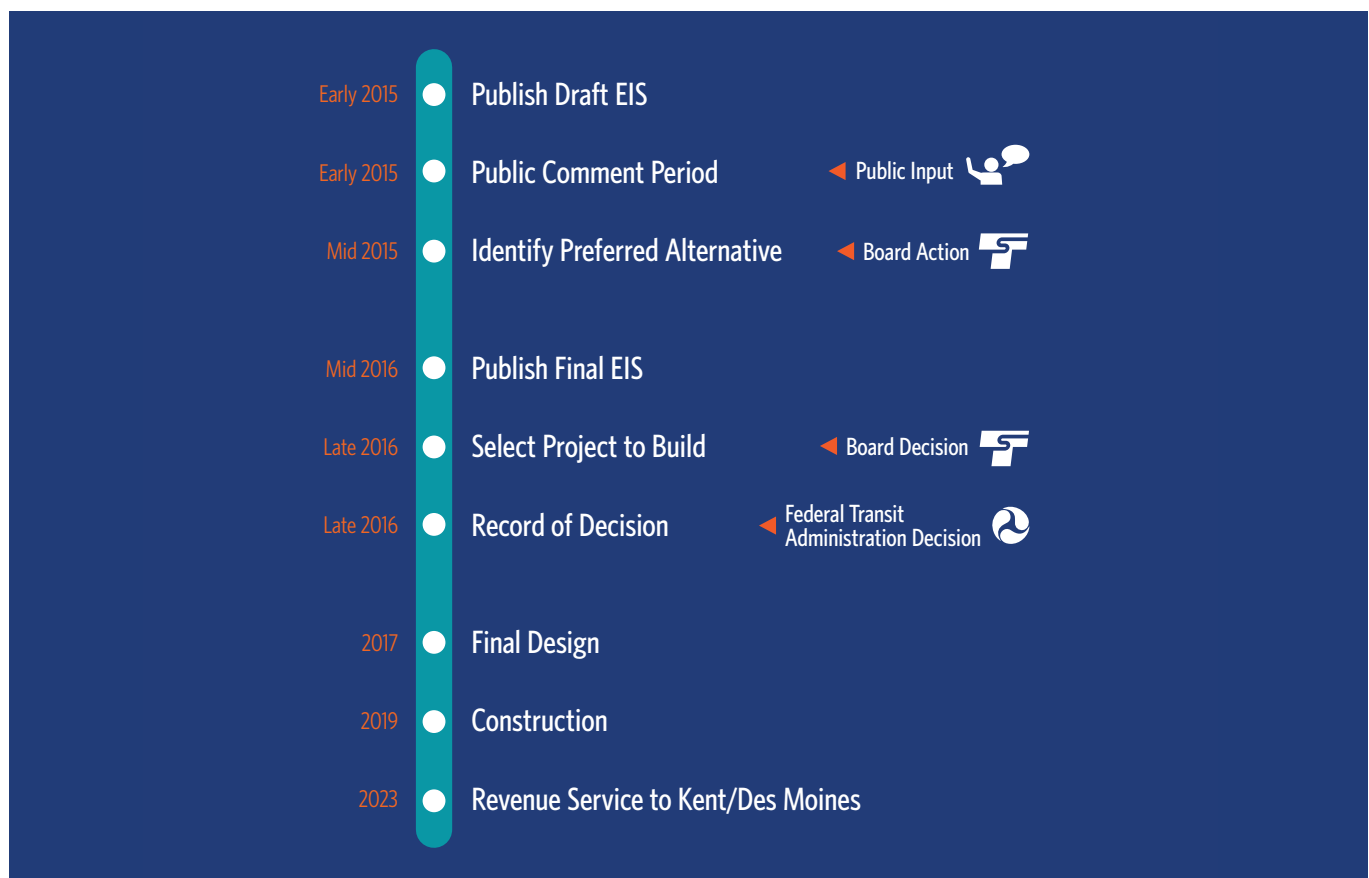 Early 2015 Publish Draft EIS
Early 2015 Public Comment Period Public Input
Mid 2015 Identify Preferred Alternative Board Action
Mid 2016 Publish Final EIS
Late 2016 Select Project to Build Board Decision
Late 2016 Record of Decision Federal Transit
Administration Decision
2017 Final Design
2019 Construction
2023 Revenue Service to Kent/Des Moines